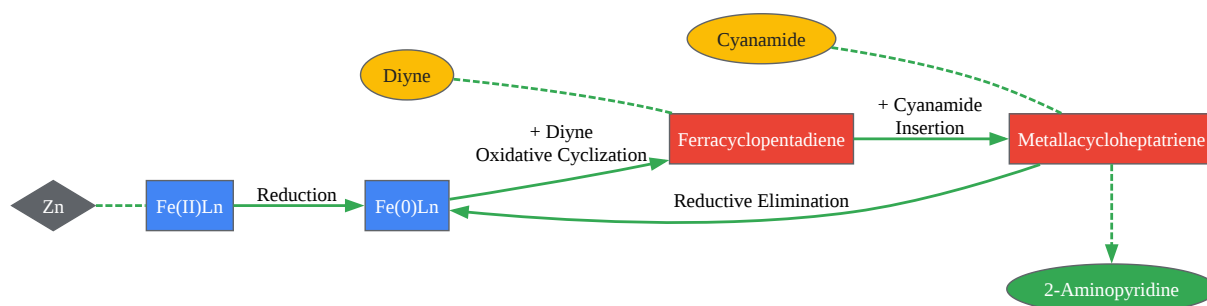 Cyanamide
Diyne
+ Cyanamide
Insertion
+ Diyne
Oxidative Cyclization
Ferracyclopentadiene
Metallacycloheptatriene
Zn
Fe(II)Ln
Reduction
Fe(0)Ln
Reductive Elimination
2-Aminopyridine